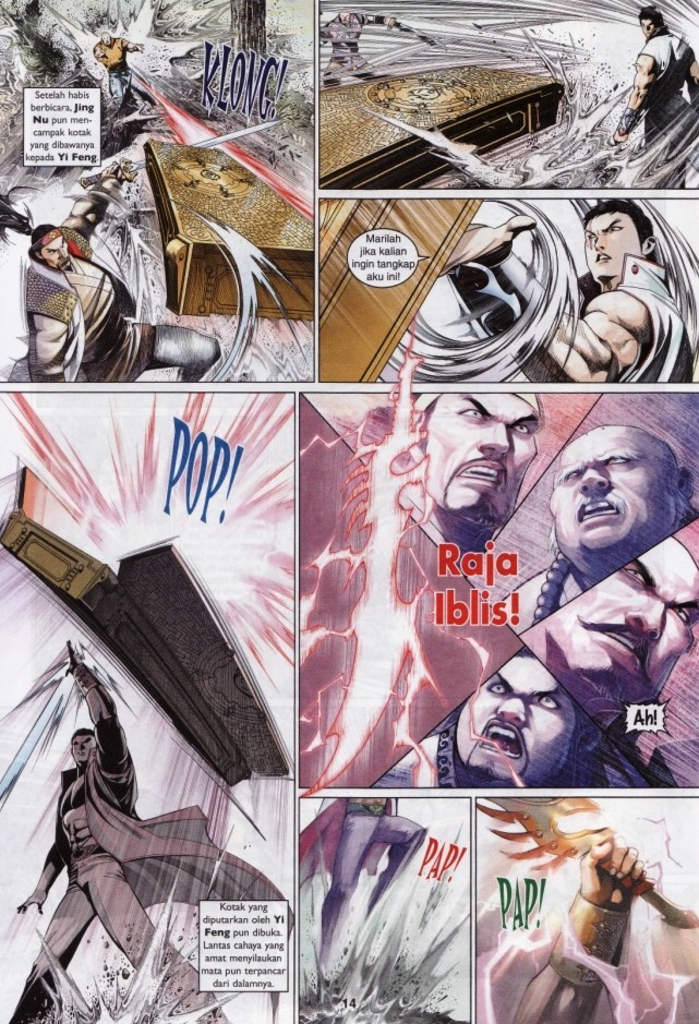 KLONG!
Setelah habis
berbicara, Jing
Nu pun men-
campak kotak
yang dibawanya
kepada Yi Feng.
Marilah
jika kalian
ingin tangkap
aku ini!
POP!
Kotak yang
diputarkan oleh Yi
Feng pun dibuka.
Lantas cahaya yang
amat menyilaukan
mata pun terpancar
dari dalamnya.
Raja
Iblis!
Ah!
PAP!
PAP!
14